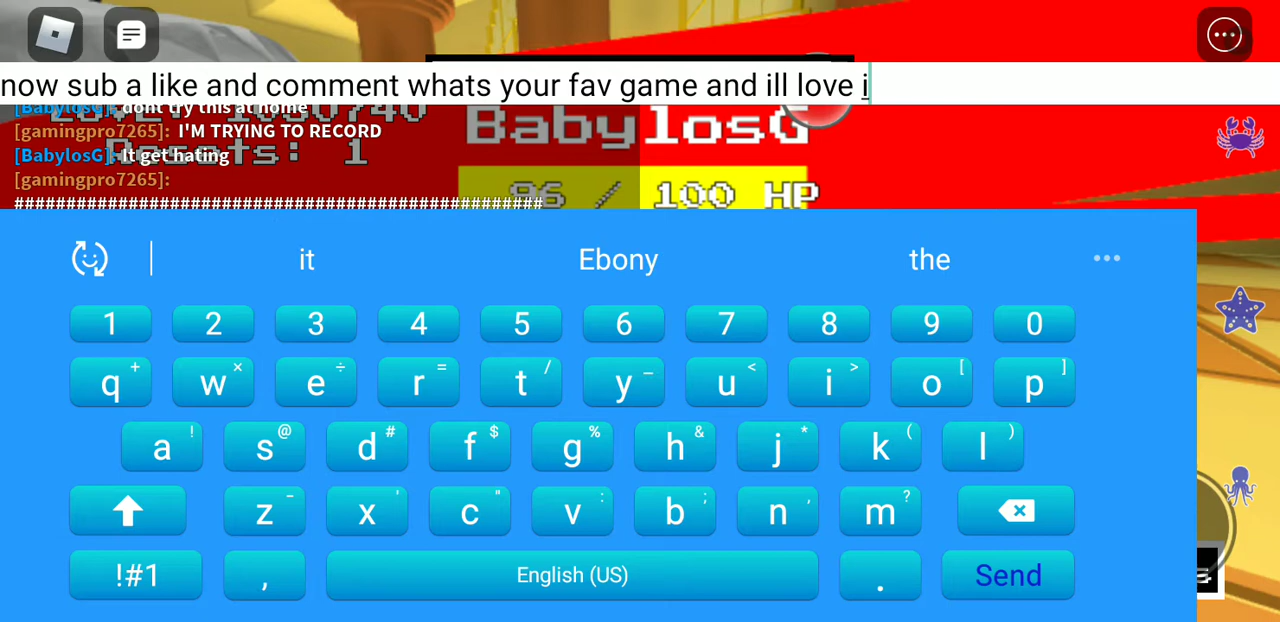 now sub a like and comment whats your fav game and ill love i
[BabylosG]: dont try this at home
[gamingpro7265]: I'M TRYING TO RECORD
BabylosG
[BabylosG]: It get hating
Resets: 1
[gamingpro7265]:
96 / 100 HP
################################################
it Ebony the
1 2 3 4 5 6 7 8 9 0
q + w × e ÷ r = t / y _ u < i > o [ p ]
a ! s @ d # f $ g % h & j * k ( l )
z - x ' c " v : b ; n , m ?
!#1 , English (US) . Send